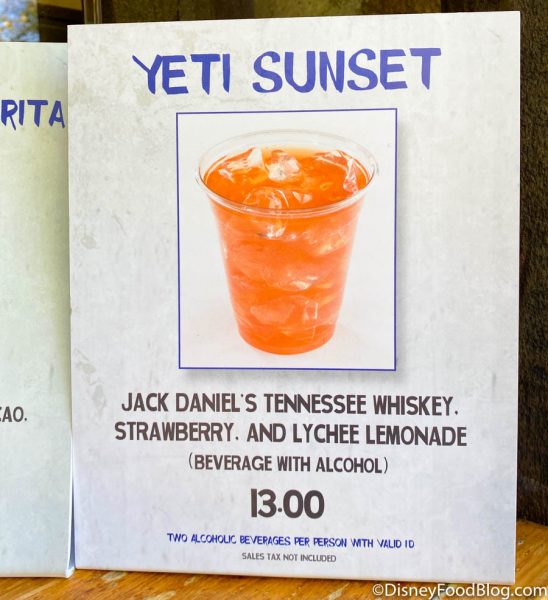 YETI SUNSET
RITA
JACK DANIEL'S TENNESSEE WHISKEY,
STRAWBERRY, AND LYCHEE LEMONADE
(BEVERAGE WITH ALCOHOL)
13.00
TWO ALCOHOLIC BEVERAGES PER PERSON WITH VALID ID
SALES TAX NOT INCLUDED
©DisneyFoodBlog.com